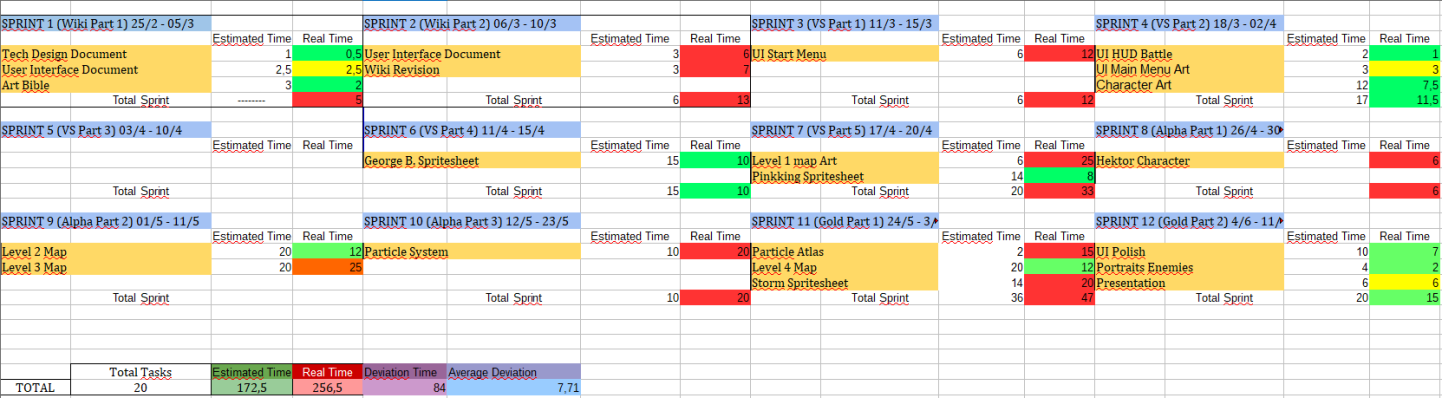 SPRINT 1 (Wiki Part 1) 25/2 - 05/3 SPRINT 2 (Wiki Part 2) 06/3 - 10/3 SPRINT 3 (VS Part 1) 11/3 - 15/3 SPRINT 4 (VS Part 2) 18/3 - 02/4
Estimated Time Real Time Estimated Time Real Time Estimated Time Real Time Estimated Time Real Time
Tech Design Document 1 0,5 User Interface Document 3 6 UI Start Menu 6 12 UI HUD Battle 2 1
User Interface Document 2,5 2,5 Wiki Revision 3 7 UI Main Menu Art 3 3
Art Bible 3 2 Character Art 12 7,5
Total Sprint -------- 5 Total Sprint 6 13 Total Sprint 6 12 Total Sprint 17 11,5
SPRINT 5 (VS Part 3) 03/4 - 10/4 SPRINT 6 (VS Part 4) 11/4 - 15/4 SPRINT 7 (VS Part 5) 17/4 - 20/4 SPRINT 8 (Alpha Part 1) 26/4 - 30
Estimated Time Real Time Estimated Time Real Time Estimated Time Real Time Estimated Time Real Time
George B. Spritesheet 15 10 Level 1 map Art 6 25 Hektor Character 6
Pinkking Spritesheet 14 8
Total Sprint Total Sprint 15 10 Total Sprint 20 33 Total Sprint 6
SPRINT 9 (Alpha Part 2) 01/5 - 11/5 SPRINT 10 (Alpha Part 3) 12/5 - 23/5 SPRINT 11 (Gold Part 1) 24/5 - 3/ SPRINT 12 (Gold Part 2) 4/6 - 11/
Estimated Time Real Time Estimated Time Real Time Estimated Time Real Time Estimated Time Real Time
Level 2 Map 20 12 Particle System 10 20 Particle Atlas 2 15 UI Polish 10 7
Level 3 Map 20 25 Level 4 Map 20 12 Portraits Enemies 4 2
Storm Spritesheet 14 20 Presentation 6 6
Total Sprint Total Sprint 10 20 Total Sprint 36 47 Total Sprint 20 15
Total Tasks Estimated Time Real Time Deviation Time Average Deviation
TOTAL 20 172,5 256,5 84 7,71